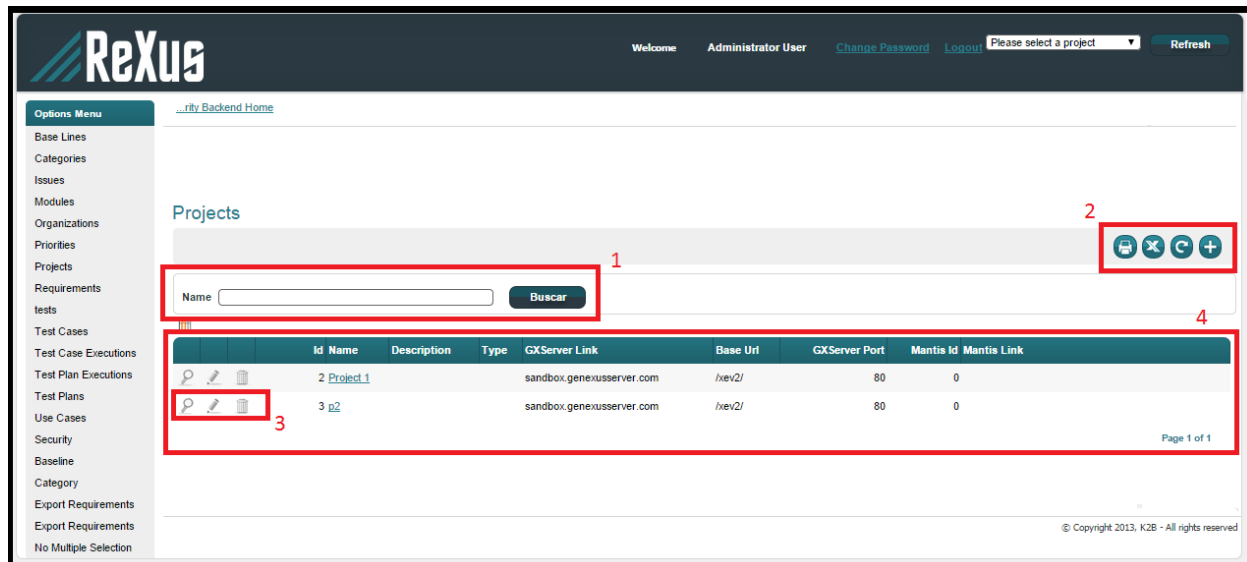 ReXus
Welcome Administrator User Change Password Logout Please select a project Refresh
Options Menu
...rity Backend Home
Base Lines
Categories
Issues
Modules
Organizations
Priorities
Projects
Requirements
tests
Test Cases
Test Case Executions
Test Plan Executions
Test Plans
Use Cases
Security
Baseline
Category
Export Requirements
Export Requirements
No Multiple Selection
Projects
2
1
Name Buscar
4
Id Name Description Type GXServer Link Base Url GXServer Port Mantis Id Mantis Link
2 Project 1 sandbox.genexusserver.com /xev2/ 80 0
3 p2 sandbox.genexusserver.com /xev2/ 80 0
3
Page 1 of 1
© Copyright 2013, K2B - All rights reserved